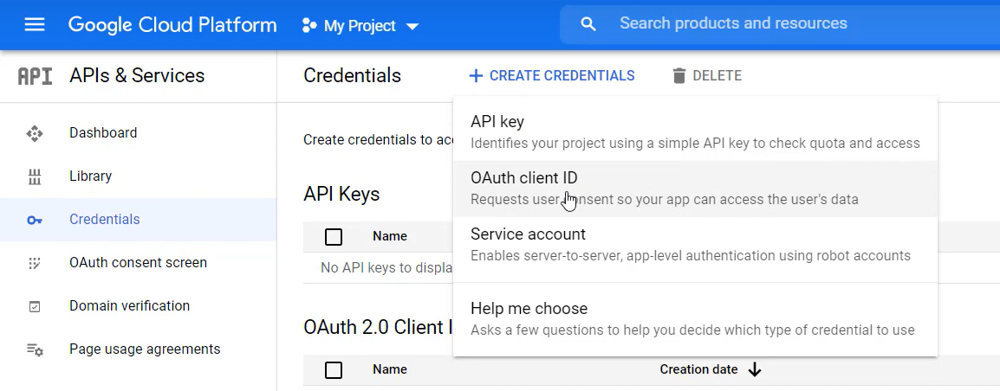 Google Cloud Platform
My Project
Search products and resources
API
APIs & Services
Credentials
CREATE CREDENTIALS
DELETE
Dashboard
Library
Credentials
OAuth consent screen
Domain verification
Page usage agreements
Create credentials to
API key
Identifies your project using a simple API key to check quota and access
OAuth client ID
Requests user consent so your app can access the user's data
Service account
Enables server-to-server, app-level authentication using robot accounts
Help me choose
Asks a few questions to help you decide which type of credential to use
API Keys
Name
No API keys to
OAuth 2.0 Client
Name
Creation date